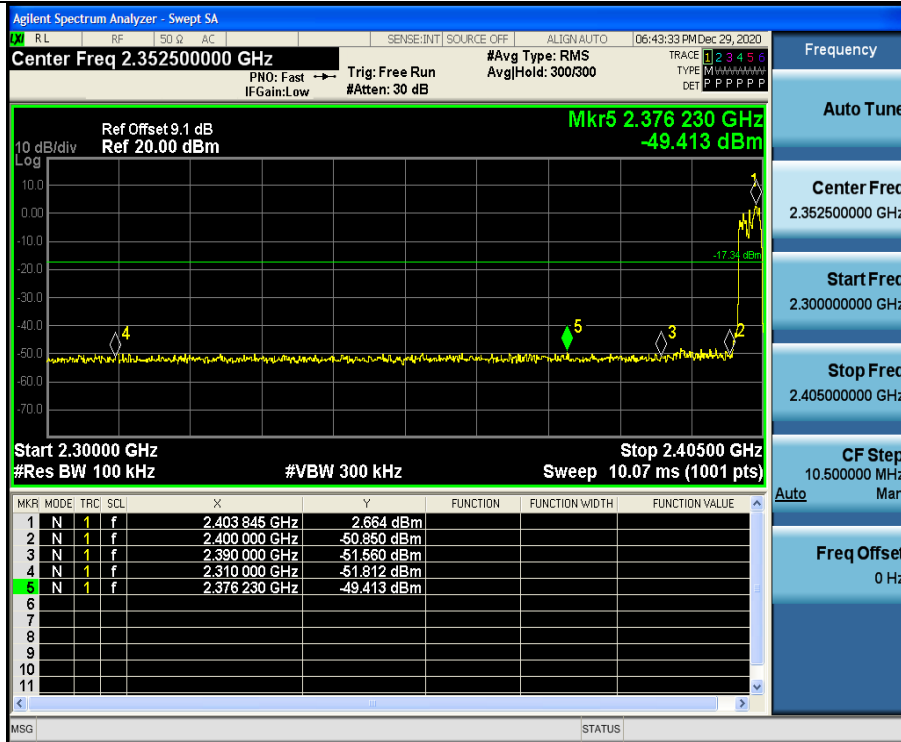 Agilent Spectrum Analyzer - Swept SA
LXI RL RF 50 Ω AC SENSE:INT SOURCE OFF ALIGN AUTO 06:43:33 PM Dec 29, 2020
Center Freq 2.352500000 GHz
PNO: Fast
IFGain:Low
Trig: Free Run
#Atten: 30 dB
#Avg Type: RMS
Avg|Hold: 300/300
TRACE 1 2 3 4 5 6
TYPE M
DET P P P P P P
Mkr5 2.376 230 GHz
-49.413 dBm
Ref Offset 9.1 dB
10 dB/div Ref 20.00 dBm
Log
10.0
0.00
-10.0
-20.0
-30.0
-40.0
-50.0
-60.0
-70.0
1
-17.34 dBm
4
5
3
2
Start 2.30000 GHz Stop 2.40500 GHz
#Res BW 100 kHz #VBW 300 kHz Sweep 10.07 ms (1001 pts)
MKR MODE TRC SCL X Y FUNCTION FUNCTION WIDTH FUNCTION VALUE
1 N 1 f 2.403 845 GHz 2.664 dBm
2 N 1 f 2.400 000 GHz -50.850 dBm
3 N 1 f 2.390 000 GHz -51.560 dBm
4 N 1 f 2.310 000 GHz -51.812 dBm
5 N 1 f 2.376 230 GHz -49.413 dBm
6
7
8
9
10
11
MSG STATUS
Frequency
Auto Tune
Center Freq
2.352500000 GHz
Start Freq
2.300000000 GHz
Stop Freq
2.405000000 GHz
CF Step
10.500000 MHz
Auto Man
Freq Offset
0 Hz